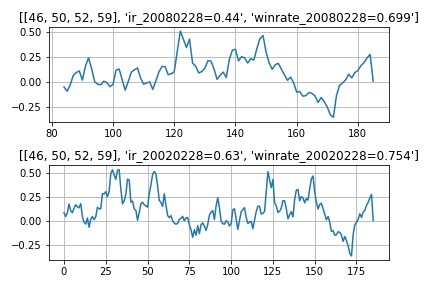 [[46, 50, 52, 59], 'ir_20080228=0.44', 'winrate_20080228=0.699']
0.50
0.25
0.00
−0.25
80 100 120 140 160 180
[[46, 50, 52, 59], 'ir_20020228=0.63', 'winrate_20020228=0.754']
0.50
0.25
0.00
−0.25
0 25 50 75 100 125 150 175